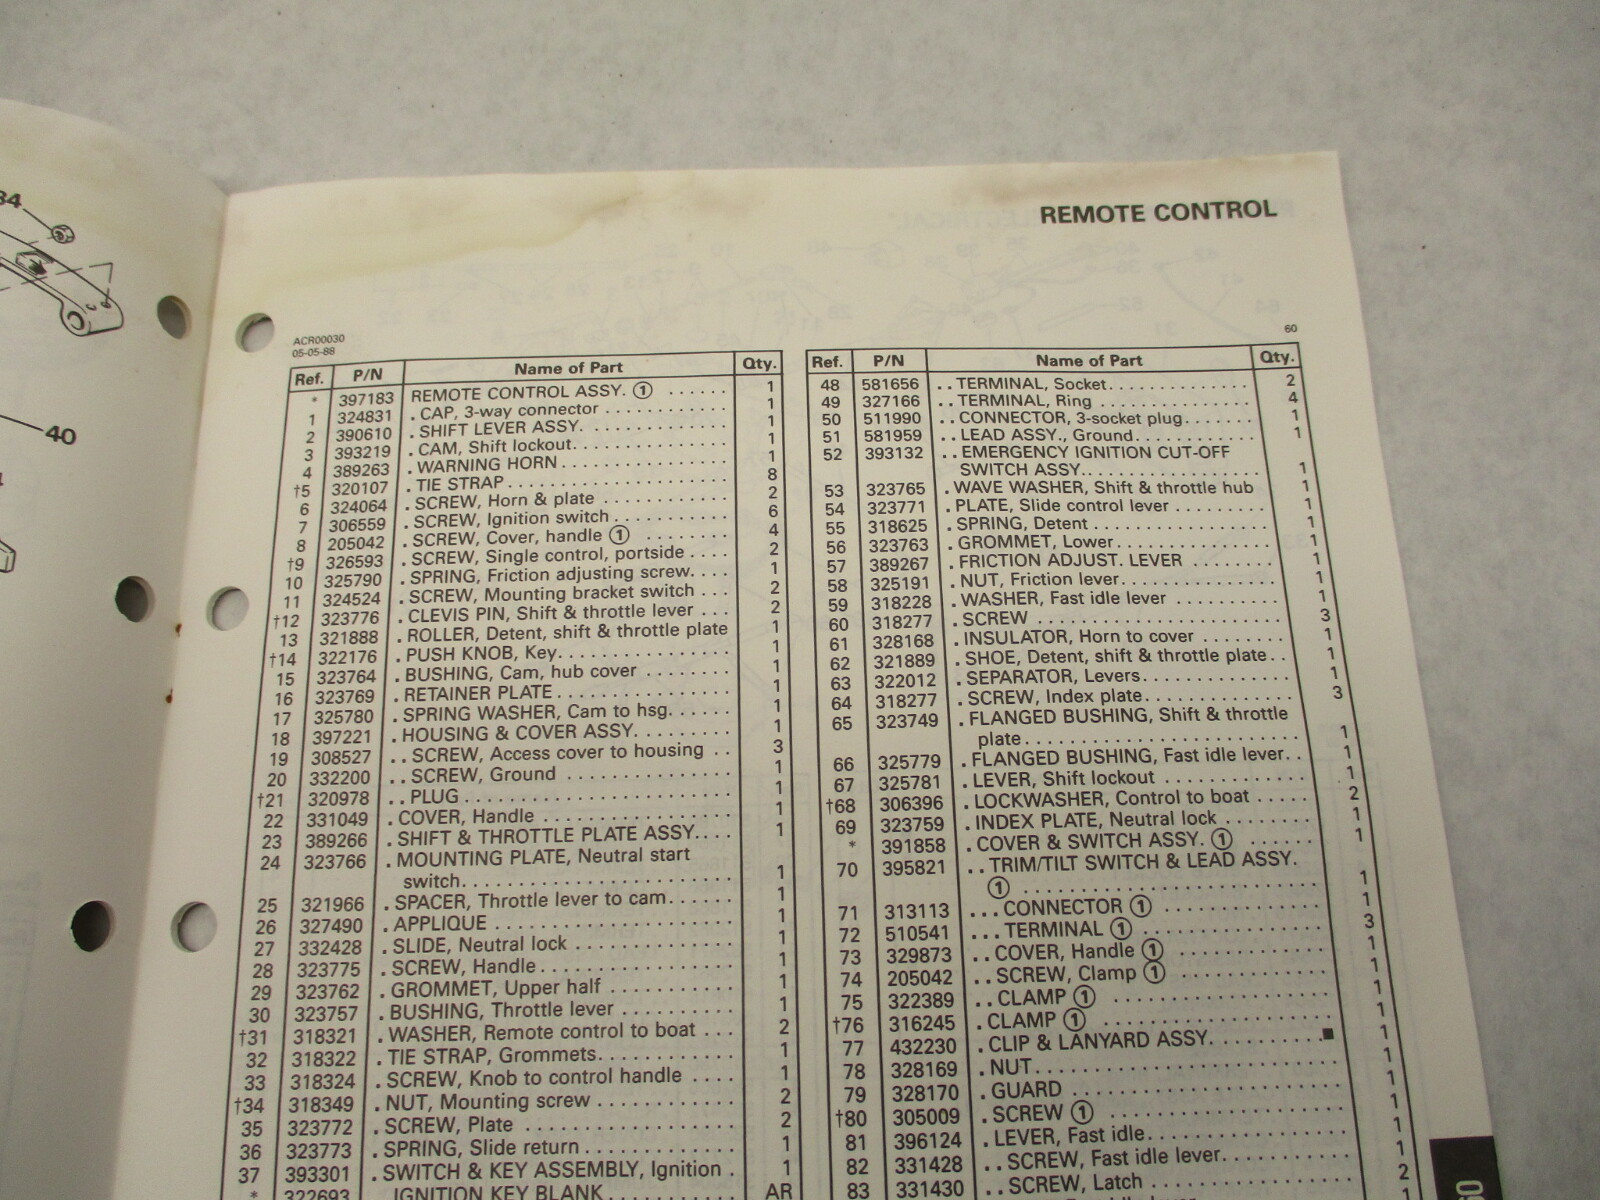 34
40
REMOTE CONTROL
ACR00030
05-05-88
60
Ref. P/N Name of Part Qty.
* 397183 REMOTE CONTROL ASSY. ① ...... 1
1 324831 . CAP, 3-way connector ............ 1
2 390610 . SHIFT LEVER ASSY. ............. 1
3 393219 . CAM, Shift lockout. ............. 1
4 389263 . WARNING HORN ................ 1
†5 320107 . TIE STRAP ...................... 8
6 324064 . SCREW, Horn & plate ............ 2
7 306559 . SCREW, Ignition switch ........... 6
8 205042 . SCREW, Cover, handle ① ........ 4
†9 326593 . SCREW, Single control, portside .... 2
10 325790 . SPRING, Friction adjusting screw. ... 1
11 324524 . SCREW, Mounting bracket switch ... 2
†12 323776 . CLEVIS PIN, Shift & throttle lever ... 2
13 321888 . ROLLER, Detent, shift & throttle plate 1
†14 322176 . PUSH KNOB, Key ................ 1
15 323764 . BUSHING, Cam, hub cover ........ 1
16 323769 . RETAINER PLATE ................ 1
17 325780 . SPRING WASHER, Cam to hsg. ..... 1
18 397221 . HOUSING & COVER ASSY. ........ 1
19 308527 .. SCREW, Access cover to housing .. 3
20 332200 .. SCREW, Ground ............... 1
†21 320978 .. PLUG ......................... 1
22 331049 . COVER, Handle ................. 1
23 389266 . SHIFT & THROTTLE PLATE ASSY. ... 1
24 323766 . MOUNTING PLATE, Neutral start
switch. ........................ 1
25 321966 . SPACER, Throttle lever to cam. ..... 1
26 327490 . APPLIQUE ...................... 1
27 332428 . SLIDE, Neutral lock .............. 1
28 323775 . SCREW, Handle ................. 1
29 323762 . GROMMET, Upper half ........... 1
30 323757 . BUSHING, Throttle lever .......... 1
†31 318321 . WASHER, Remote control to boat ... 2
32 318322 . TIE STRAP, Grommets. ........... 1
33 318324 . SCREW, Knob to control handle .... 1
†34 318349 . NUT, Mounting screw ............ 2
35 323772 . SCREW, Plate .................. 2
36 323773 . SPRING, Slide return ............. 1
37 393301 . SWITCH & KEY ASSEMBLY, Ignition . 1
* 322693 IGNITION KEY BLANK. ........... AR
Ref. P/N Name of Part Qty.
48 581656 .. TERMINAL, Socket. ............. 2
49 327166 .. TERMINAL, Ring ............... 4
50 511990 .. CONNECTOR, 3-socket plug. ...... 1
51 581959 .. LEAD ASSY., Ground. ........... 1
52 393132 .. EMERGENCY IGNITION CUT-OFF
SWITCH ASSY. ................. 1
53 323765 . WAVE WASHER, Shift & throttle hub 1
54 323771 . PLATE, Slide control lever ......... 1
55 318625 . SPRING, Detent ................. 1
56 323763 . GROMMET, Lower ............... 1
57 389267 . FRICTION ADJUST. LEVER ........ 1
58 325191 . NUT, Friction lever. .............. 1
59 318228 . WASHER, Fast idle lever .......... 1
60 318277 . SCREW ........................ 3
61 328168 . INSULATOR, Horn to cover ........ 1
62 321889 . SHOE, Detent, shift & throttle plate .. 1
63 322012 . SEPARATOR, Levers. ............ 1
64 318277 . SCREW, Index plate. ............. 3
65 323749 . FLANGED BUSHING, Shift & throttle
plate. ......................... 1
66 325779 . FLANGED BUSHING, Fast idle lever. . 1
67 325781 . LEVER, Shift lockout ............. 1
†68 306396 . LOCKWASHER, Control to boat ..... 2
69 323759 . INDEX PLATE, Neutral lock ........ 1
* 391858 . COVER & SWITCH ASSY. ① ...... 1
70 395821 .. TRIM/TILT SWITCH & LEAD ASSY.
① ........................... 1
71 313113 ... CONNECTOR ① .............. 1
72 510541 ... TERMINAL ① ................ 3
73 329873 .. COVER, Handle ① ............. 1
74 205042 .. SCREW, Clamp ① ............. 1
75 322389 .. CLAMP ① .................... 1
†76 316245 . CLAMP ① ..................... 1
77 432230 . CLIP & LANYARD ASSY. .........■ 1
78 328169 . NUT. .......................... 1
79 328170 . GUARD ........................ 1
†80 305009 . SCREW ① ..................... 1
81 396124 . LEVER, Fast idle. ................ 1
82 331428 .. SCREW, Fast idle lever. .......... 1
83 331430 .. SCREW, Latch ................. 2